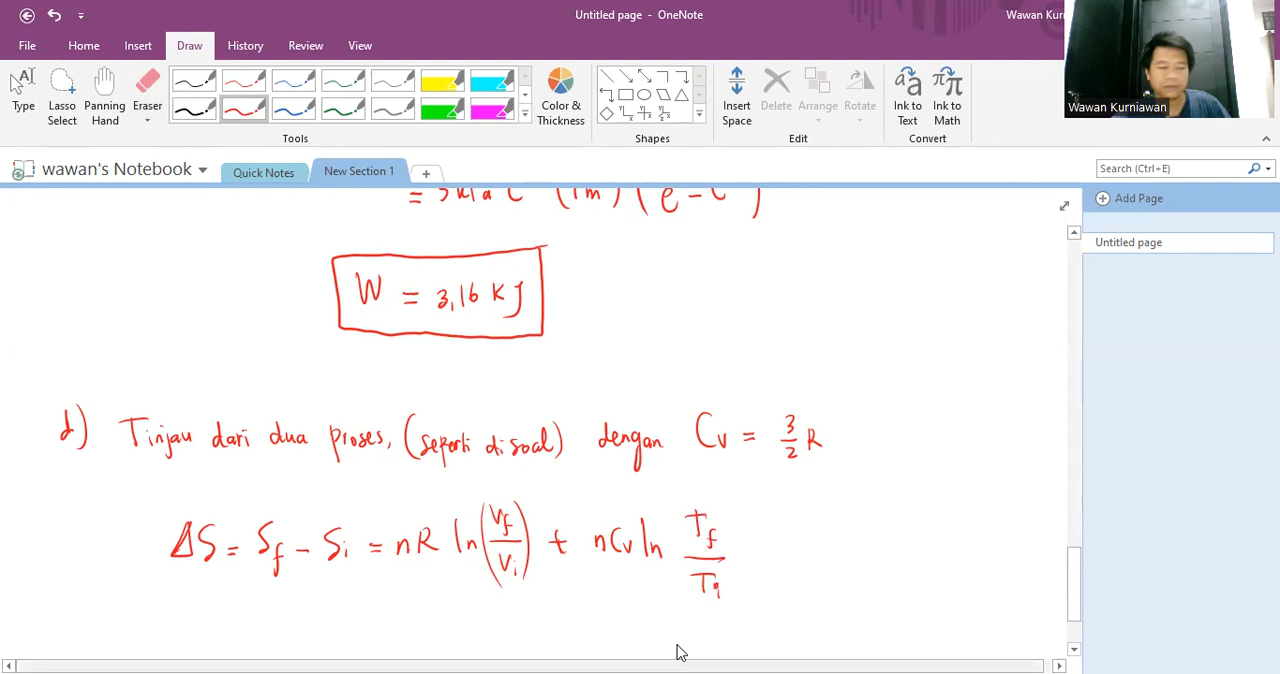 Untitled page - OneNote
Wawan Kurn
File Home Insert Draw History Review View
Type Lasso Select Panning Hand Eraser Color & Thickness Insert Space Delete Arrange Rotate Ink to Text Ink to Math
Tools Shapes Edit Convert
Wawan Kurniawan
wawan's Notebook Quick Notes New Section 1
Search (Ctrl+E)
Add Page
Untitled page
W = 3,16 kJ
d) Tinjau dari dua proses, (seperti di soal) dengan Cv = 3/2 R
ΔS = Sf - Si = nR ln(Vf/Vi) + nCv ln Tf/Ti